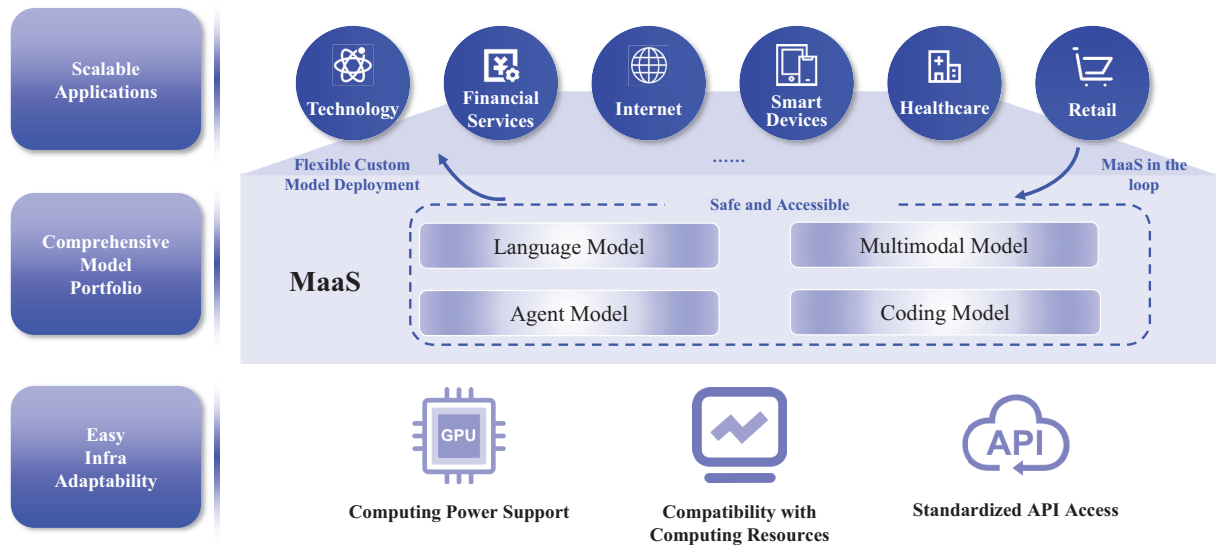 Scalable
Applications
Technology
Financial
Services
Internet
Smart
Devices
Healthcare
Retail
Flexible Custom
Model Deployment
......
MaaS in the
loop
Comprehensive
Model
Portfolio
MaaS
Safe and Accessible
Language Model
Multimodal Model
Agent Model
Coding Model
Easy
Infra
Adaptability
GPU
API
Computing Power Support
Compatibility with
Computing Resources
Standardized API Access